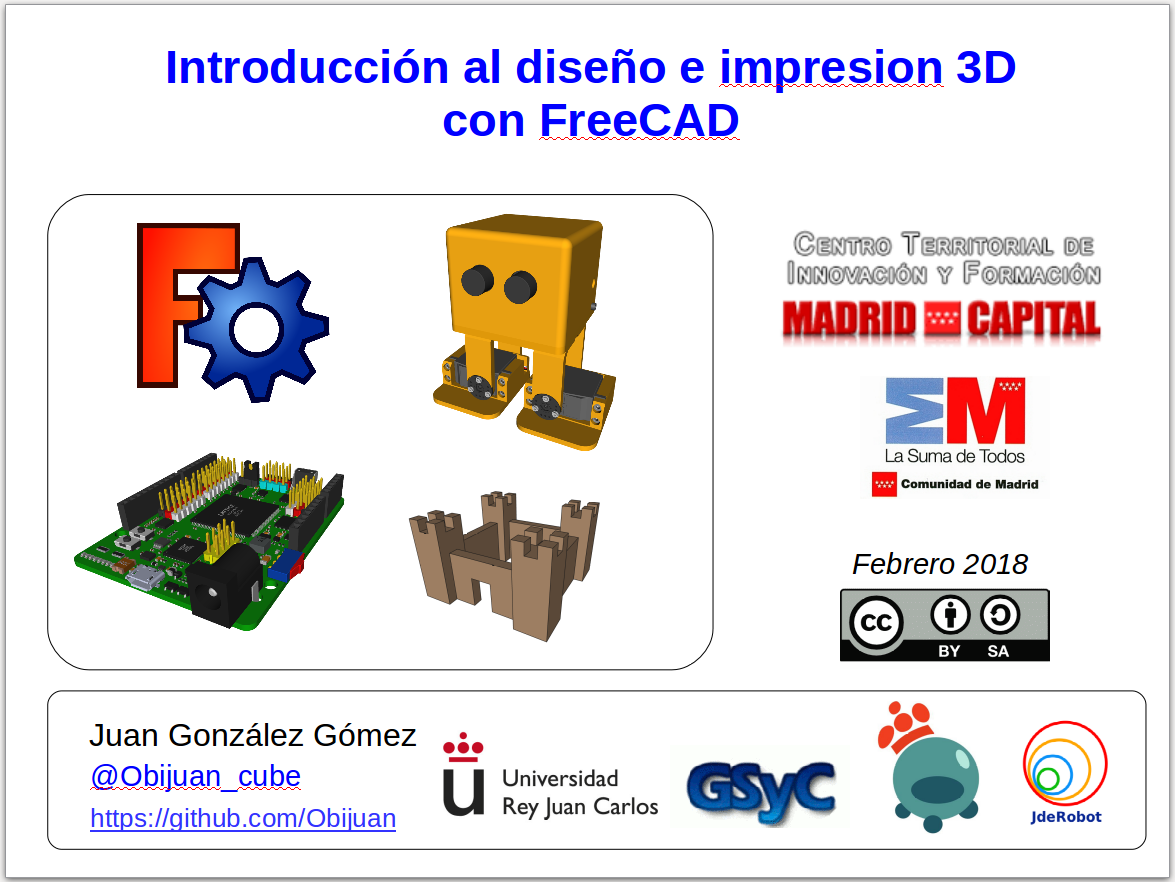 Introducción al diseño e impresion 3D
con FreeCAD
CENTRO TERRITORIAL DE
INNOVACIÓN Y FORMACIÓN
MADRID CAPITAL
La Suma de Todos
Comunidad de Madrid
Febrero 2018
CC
BY SA
Juan González Gómez
@Obijuan_cube
https://github.com/Obijuan
Universidad
Rey Juan Carlos
GSyC
JdeRobot